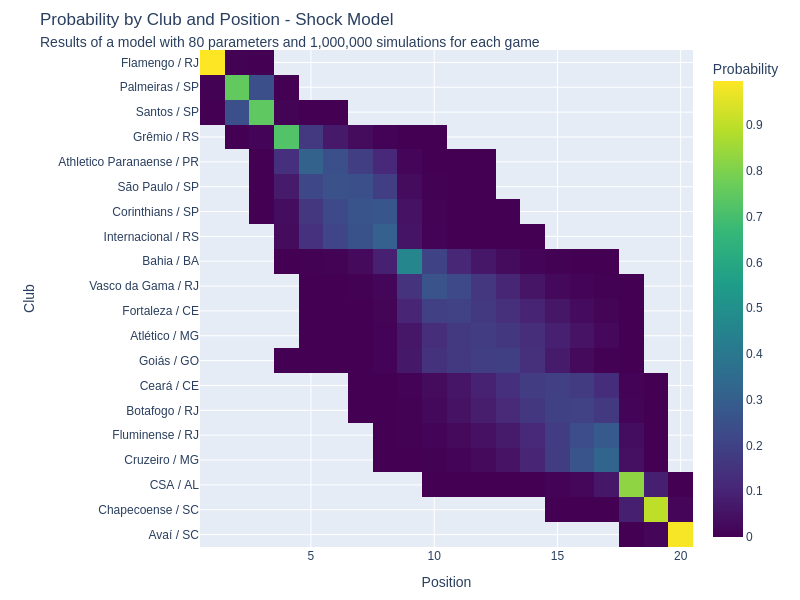 Probability by Club and Position - Shock Model
Results of a model with 80 parameters and 1,000,000 simulations for each game
Probability
Flamengo / RJ
Palmeiras / SP
Santos / SP
Grêmio / RS
Athletico Paranaense / PR
São Paulo / SP
Corinthians / SP
Internacional / RS
Bahia / BA
Vasco da Gama / RJ
Fortaleza / CE
Atlético / MG
Goiás / GO
Ceará / CE
Botafogo / RJ
Fluminense / RJ
Cruzeiro / MG
CSA / AL
Chapecoense / SC
Avaí / SC
Club
5
10
15
20
Position
0.9
0.8
0.7
0.6
0.5
0.4
0.3
0.2
0.1
0